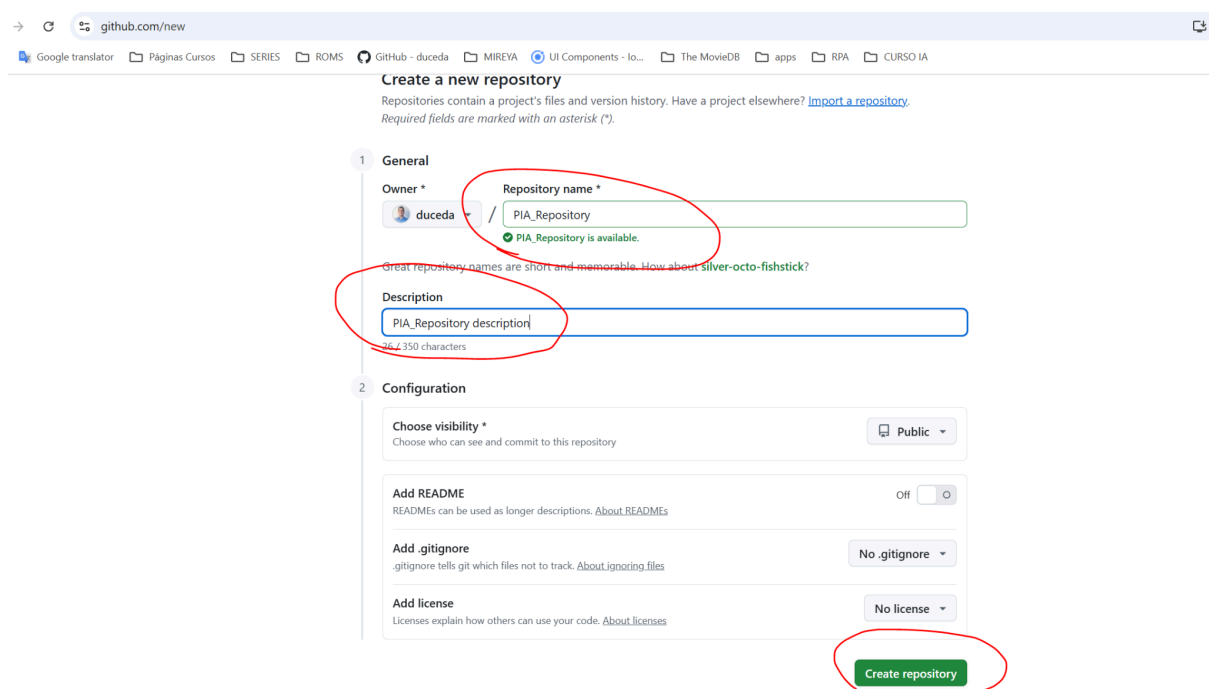 github.com/new
Google translator Páginas Cursos SERIES ROMS GitHub - duceda MIREYA UI Components - Io... The MovieDB apps RPA CURSO IA
Create a new repository
Repositories contain a project's files and version history. Have a project elsewhere? Import a repository.
Required fields are marked with an asterisk (*).
1 General
Owner * Repository name *
duceda / PIA_Repository
PIA_Repository is available.
Great repository names are short and memorable. How about silver-octo-fishstick?
Description
PIA_Repository description
26 / 350 characters
2 Configuration
Choose visibility *
Public
Choose who can see and commit to this repository
Add README
Off
READMEs can be used as longer descriptions. About READMEs
Add .gitignore
No .gitignore
.gitignore tells git which files not to track. About ignoring files
Add license
No license
Licenses explain how others can use your code. About licenses
Create repository